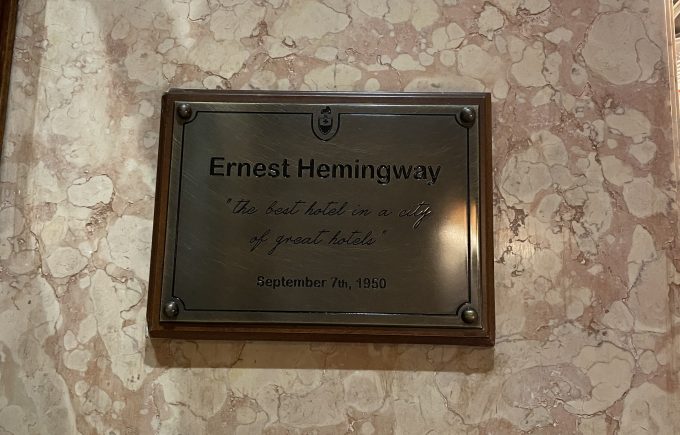 Ernest Hemingway
"the best hotel in a city
of great hotels"
September 7th, 1950